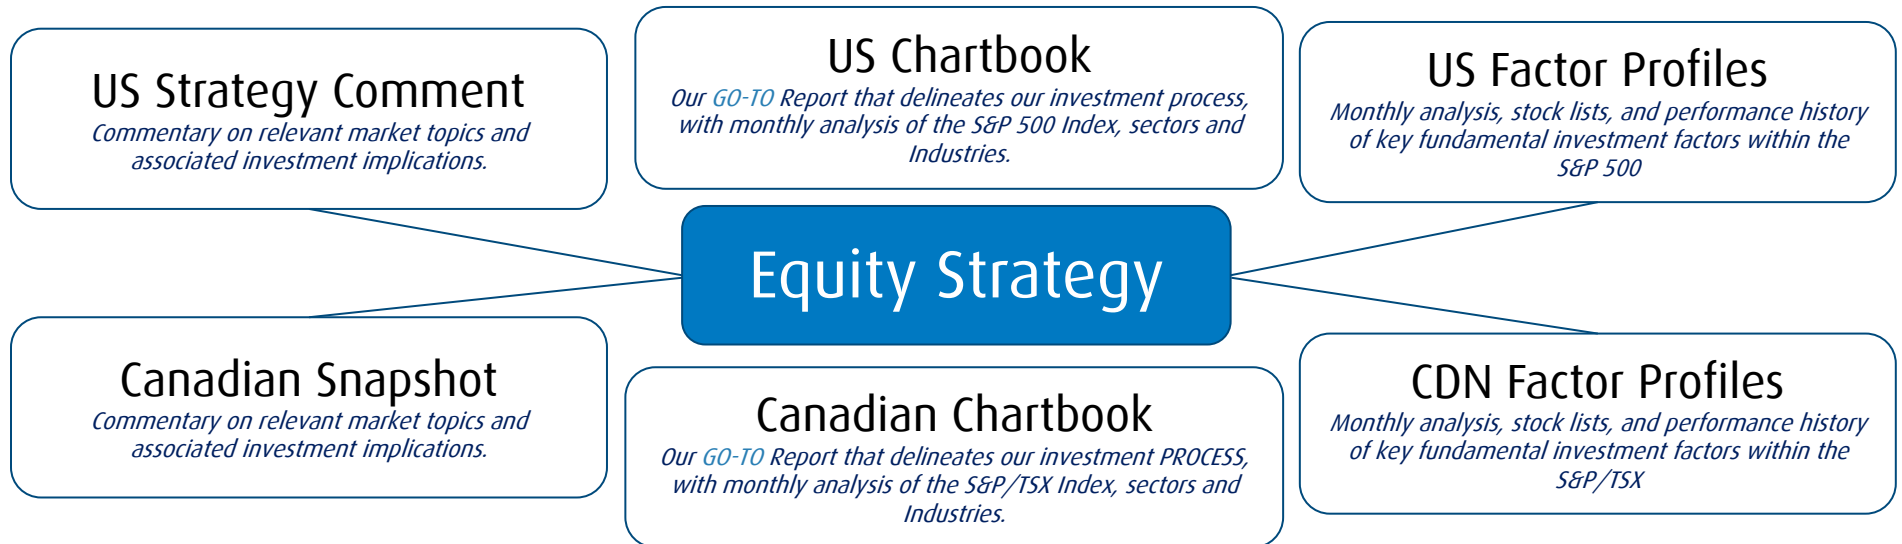 US Strategy Comment
Commentary on relevant market topics and
associated investment implications.
US Chartbook
Our GO-TO Report that delineates our investment process,
with monthly analysis of the S&P 500 Index, sectors and
Industries.
US Factor Profiles
Monthly analysis, stock lists, and performance history
of key fundamental investment factors within the
S&P 500
Equity Strategy
Canadian Snapshot
Commentary on relevant market topics and
associated investment implications.
Canadian Chartbook
Our GO-TO Report that delineates our investment PROCESS,
with monthly analysis of the S&P/TSX Index, sectors and
Industries.
CDN Factor Profiles
Monthly analysis, stock lists, and performance history
of key fundamental investment factors within the
S&P/TSX